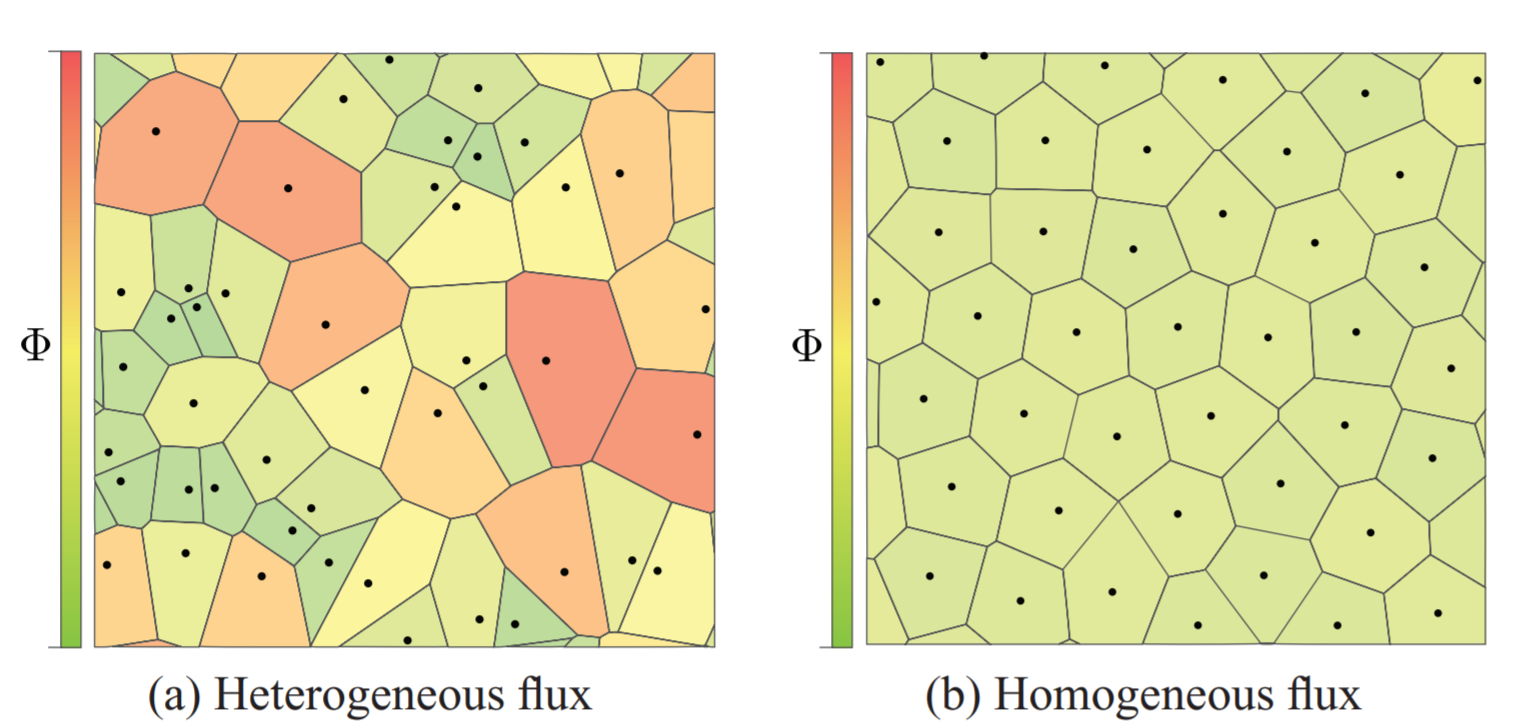 Φ
Φ
(a) Heterogeneous flux
(b) Homogeneous flux